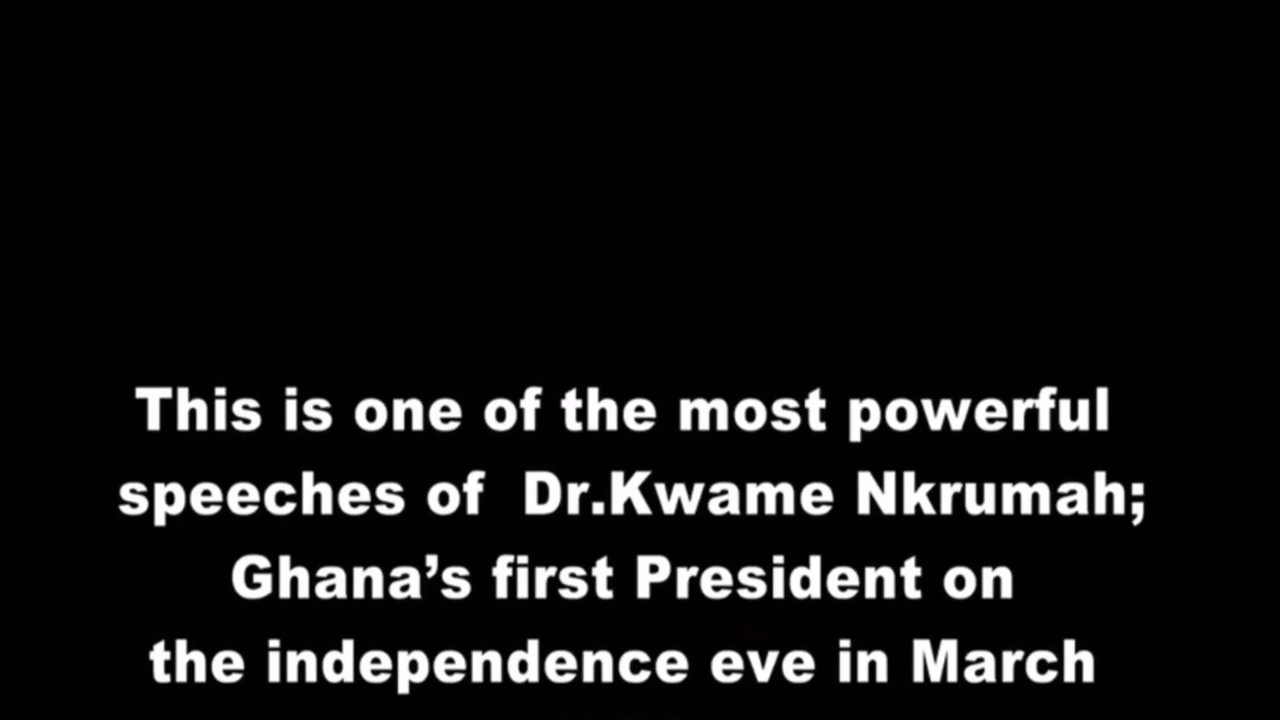 This is one of the most powerful
speeches of  Dr.Kwame Nkrumah;
Ghana’s first President on
the independence eve in March